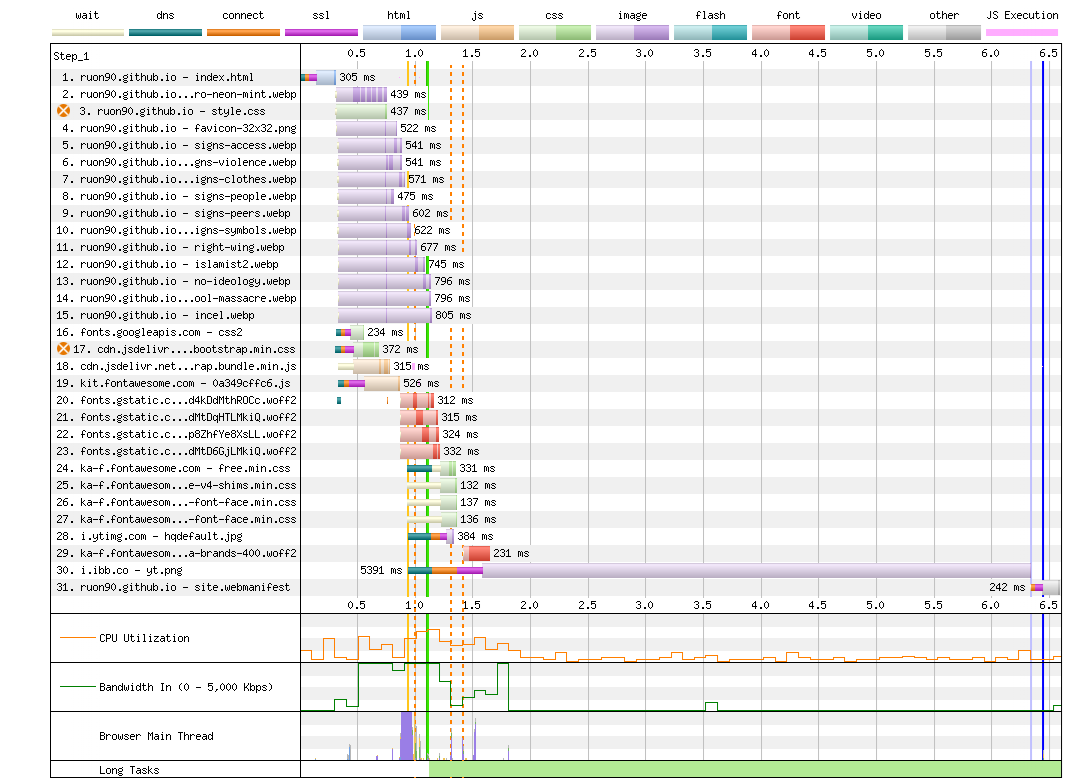 wait dns connect ssl html js css image flash font video other JS Execution
Step_1 0.5 1.0 1.5 2.0 2.5 3.0 3.5 4.0 4.5 5.0 5.5 6.0 6.5
1. ruon90.github.io - index.html 305 ms
2. ruon90.github.io...ro-neon-mint.webp 439 ms
3. ruon90.github.io - style.css 437 ms
4. ruon90.github.io - favicon-32x32.png 522 ms
5. ruon90.github.io - signs-access.webp 541 ms
6. ruon90.github.io...gns-violence.webp 541 ms
7. ruon90.github.io...igns-clothes.webp 571 ms
8. ruon90.github.io - signs-people.webp 475 ms
9. ruon90.github.io - signs-peers.webp 602 ms
10. ruon90.github.io...igns-symbols.webp 622 ms
11. ruon90.github.io - right-wing.webp 677 ms
12. ruon90.github.io - islamist2.webp 745 ms
13. ruon90.github.io - no-ideology.webp 796 ms
14. ruon90.github.io...ool-massacre.webp 796 ms
15. ruon90.github.io - incel.webp 805 ms
16. fonts.googleapis.com - css2 234 ms
17. cdn.jsdelivr....bootstrap.min.css 372 ms
18. cdn.jsdelivr.net...rap.bundle.min.js 315 ms
19. kit.fontawesome.com - 0a349cffc6.js 526 ms
20. fonts.gstatic.c...d4kDdMthROCc.woff2 312 ms
21. fonts.gstatic.c...dMtDqHTLMkiQ.woff2 315 ms
22. fonts.gstatic.c...p8ZhfYe8XsLL.woff2 324 ms
23. fonts.gstatic.c...dMtD6GjLMkiQ.woff2 332 ms
24. ka-f.fontawesome.com - free.min.css 331 ms
25. ka-f.fontawesom...e-v4-shims.min.css 132 ms
26. ka-f.fontawesom...-font-face.min.css 137 ms
27. ka-f.fontawesom...-font-face.min.css 136 ms
28. i.ytimg.com - hqdefault.jpg 384 ms
29. ka-f.fontawesom...a-brands-400.woff2 231 ms
30. i.ibb.co - yt.png 5391 ms
31. ruon90.github.io - site.webmanifest 242 ms
0.5 1.0 1.5 2.0 2.5 3.0 3.5 4.0 4.5 5.0 5.5 6.0 6.5
CPU Utilization
Bandwidth In (0 - 5,000 Kbps)
Browser Main Thread
Long Tasks